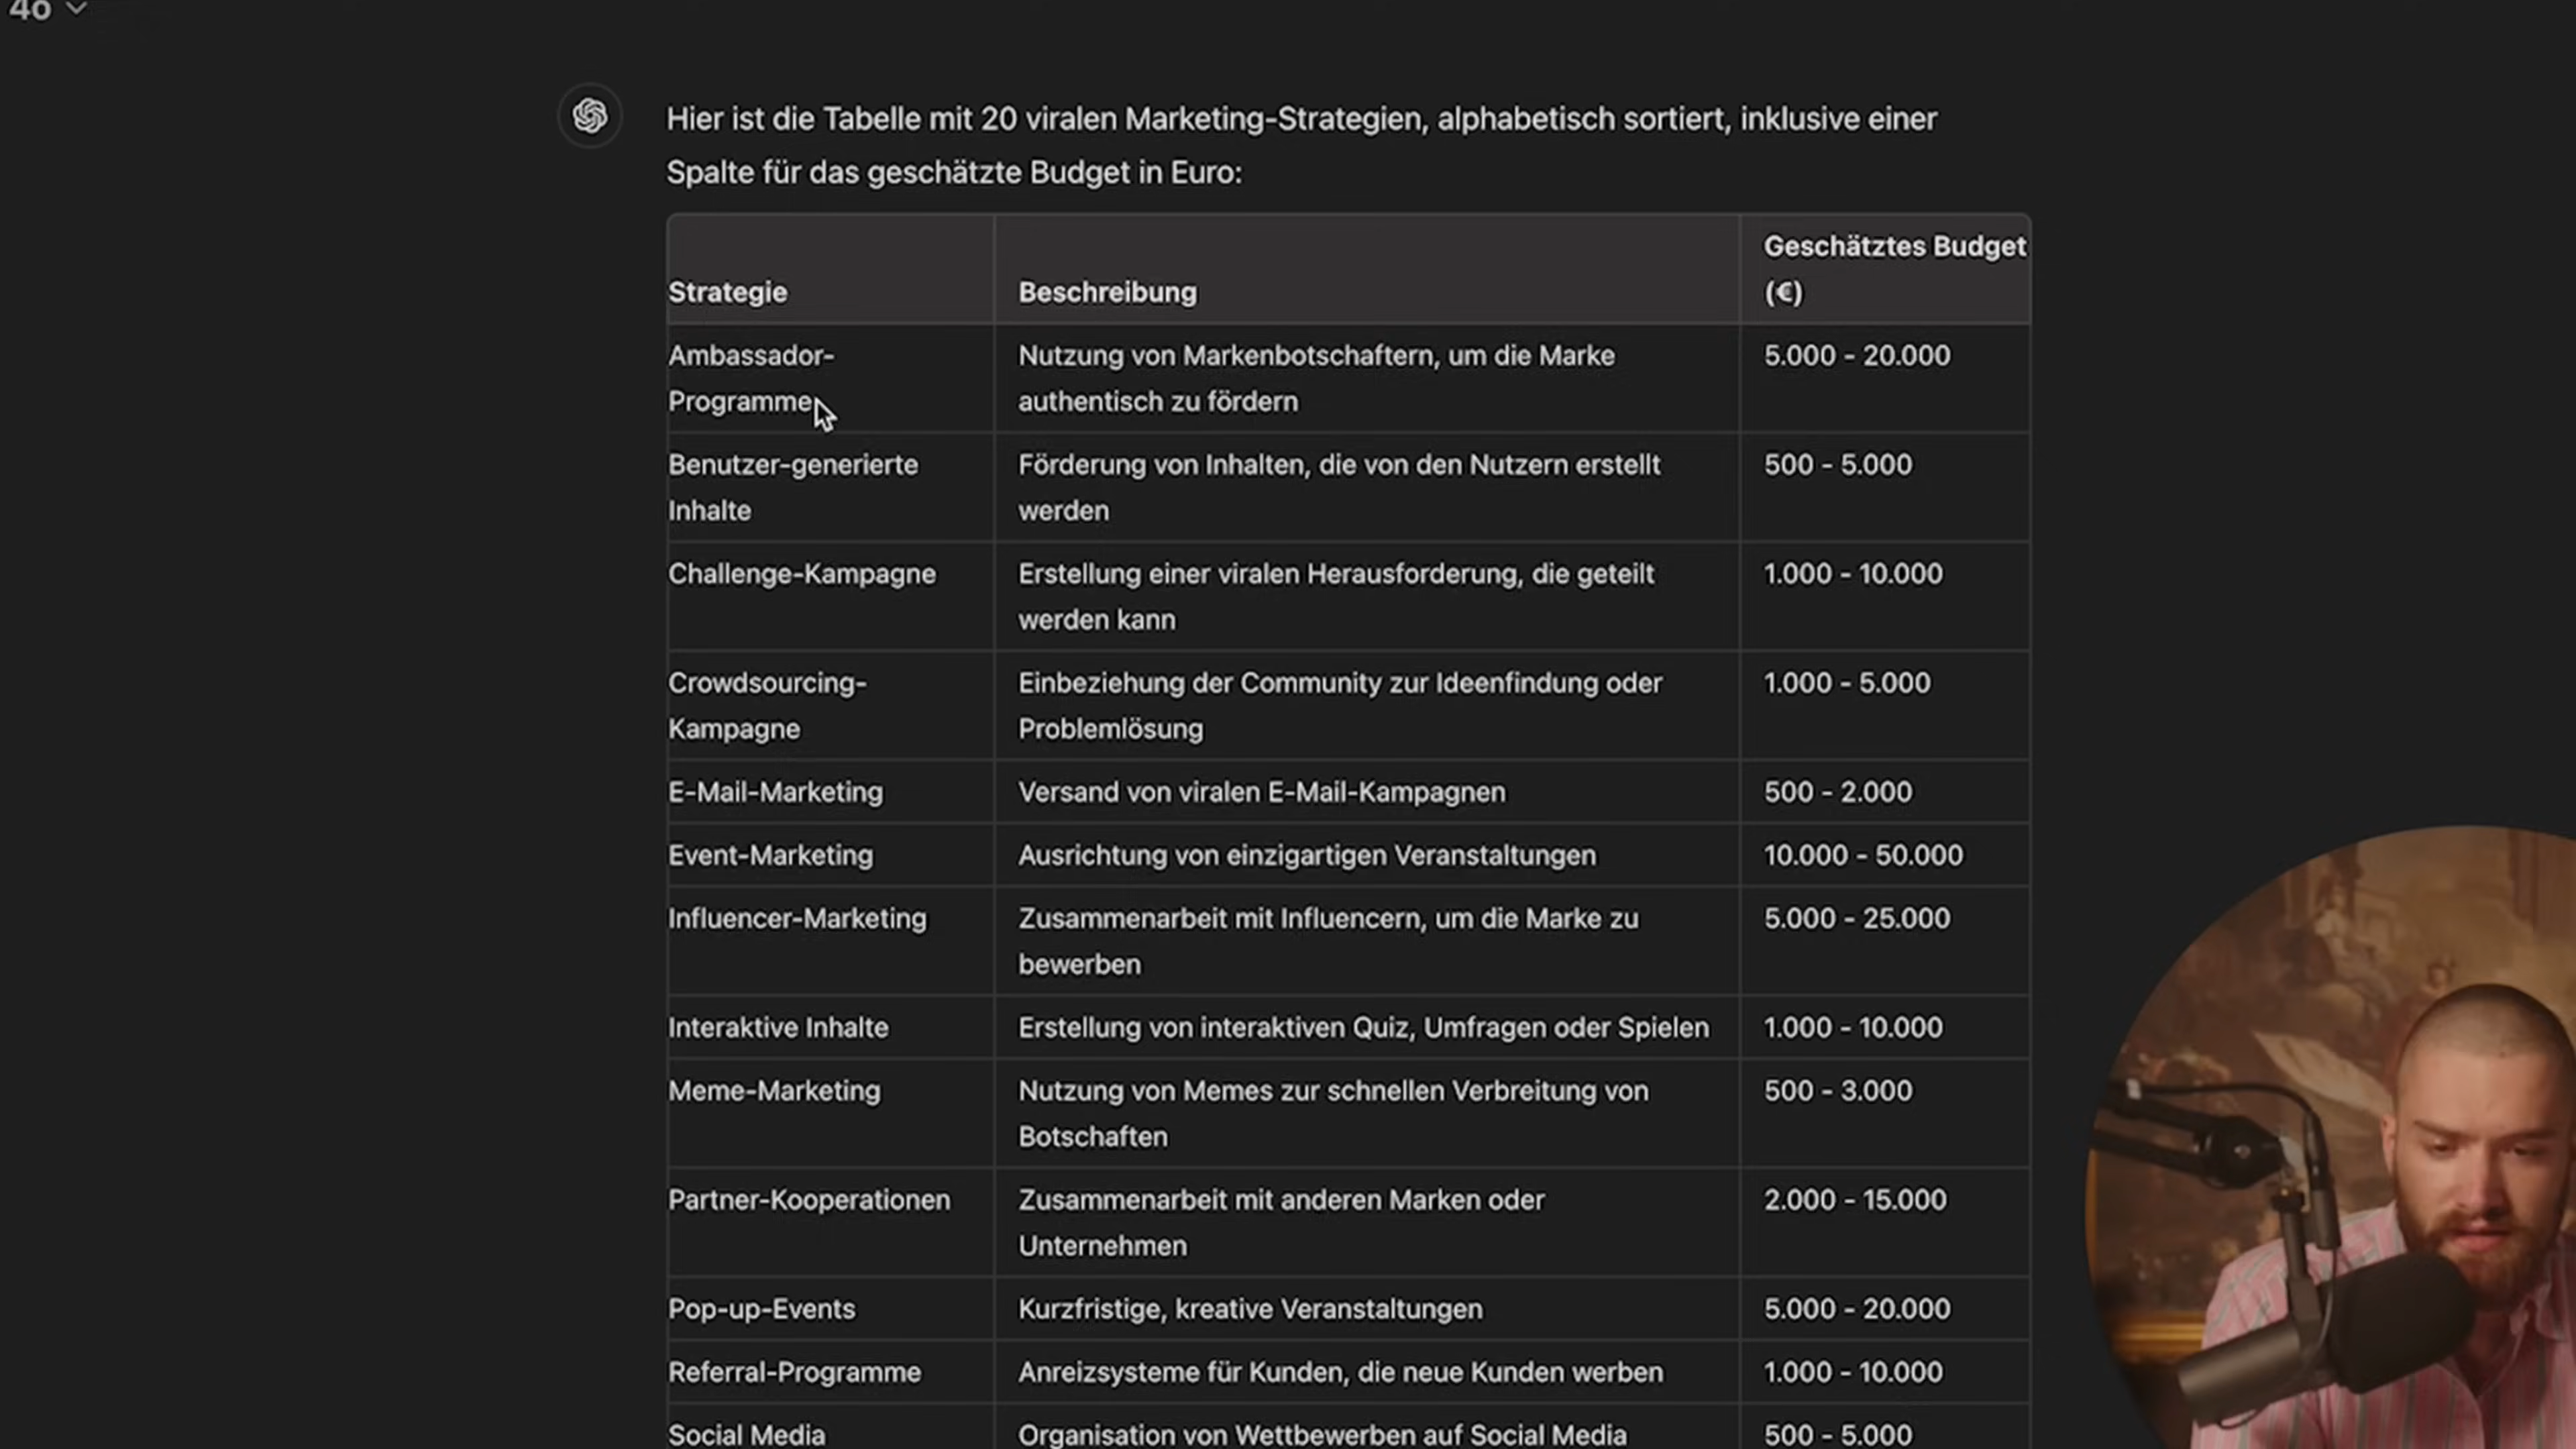 4o
Hier ist die Tabelle mit 20 viralen Marketing-Strategien, alphabetisch sortiert, inklusive einer
Spalte für das geschätzte Budget in Euro:
Strategie
Beschreibung
Geschätztes Budget
(€)
Ambassador-
Programme
Nutzung von Markenbotschaftern, um die Marke
authentisch zu fördern
5.000 - 20.000
Benutzer-generierte
Inhalte
Förderung von Inhalten, die von den Nutzern erstellt
werden
500 - 5.000
Challenge-Kampagne
Erstellung einer viralen Herausforderung, die geteilt
werden kann
1.000 - 10.000
Crowdsourcing-
Kampagne
Einbeziehung der Community zur Ideenfindung oder
Problemlösung
1.000 - 5.000
E-Mail-Marketing
Versand von viralen E-Mail-Kampagnen
500 - 2.000
Event-Marketing
Ausrichtung von einzigartigen Veranstaltungen
10.000 - 50.000
Influencer-Marketing
Zusammenarbeit mit Influencern, um die Marke zu
bewerben
5.000 - 25.000
Interaktive Inhalte
Erstellung von interaktiven Quiz, Umfragen oder Spielen
1.000 - 10.000
Meme-Marketing
Nutzung von Memes zur schnellen Verbreitung von
Botschaften
500 - 3.000
Partner-Kooperationen
Zusammenarbeit mit anderen Marken oder
Unternehmen
2.000 - 15.000
Pop-up-Events
Kurzfristige, kreative Veranstaltungen
5.000 - 20.000
Referral-Programme
Anreizsysteme für Kunden, die neue Kunden werben
1.000 - 10.000
Social Media
Organisation von Wettbewerben auf Social Media
500 - 5.000